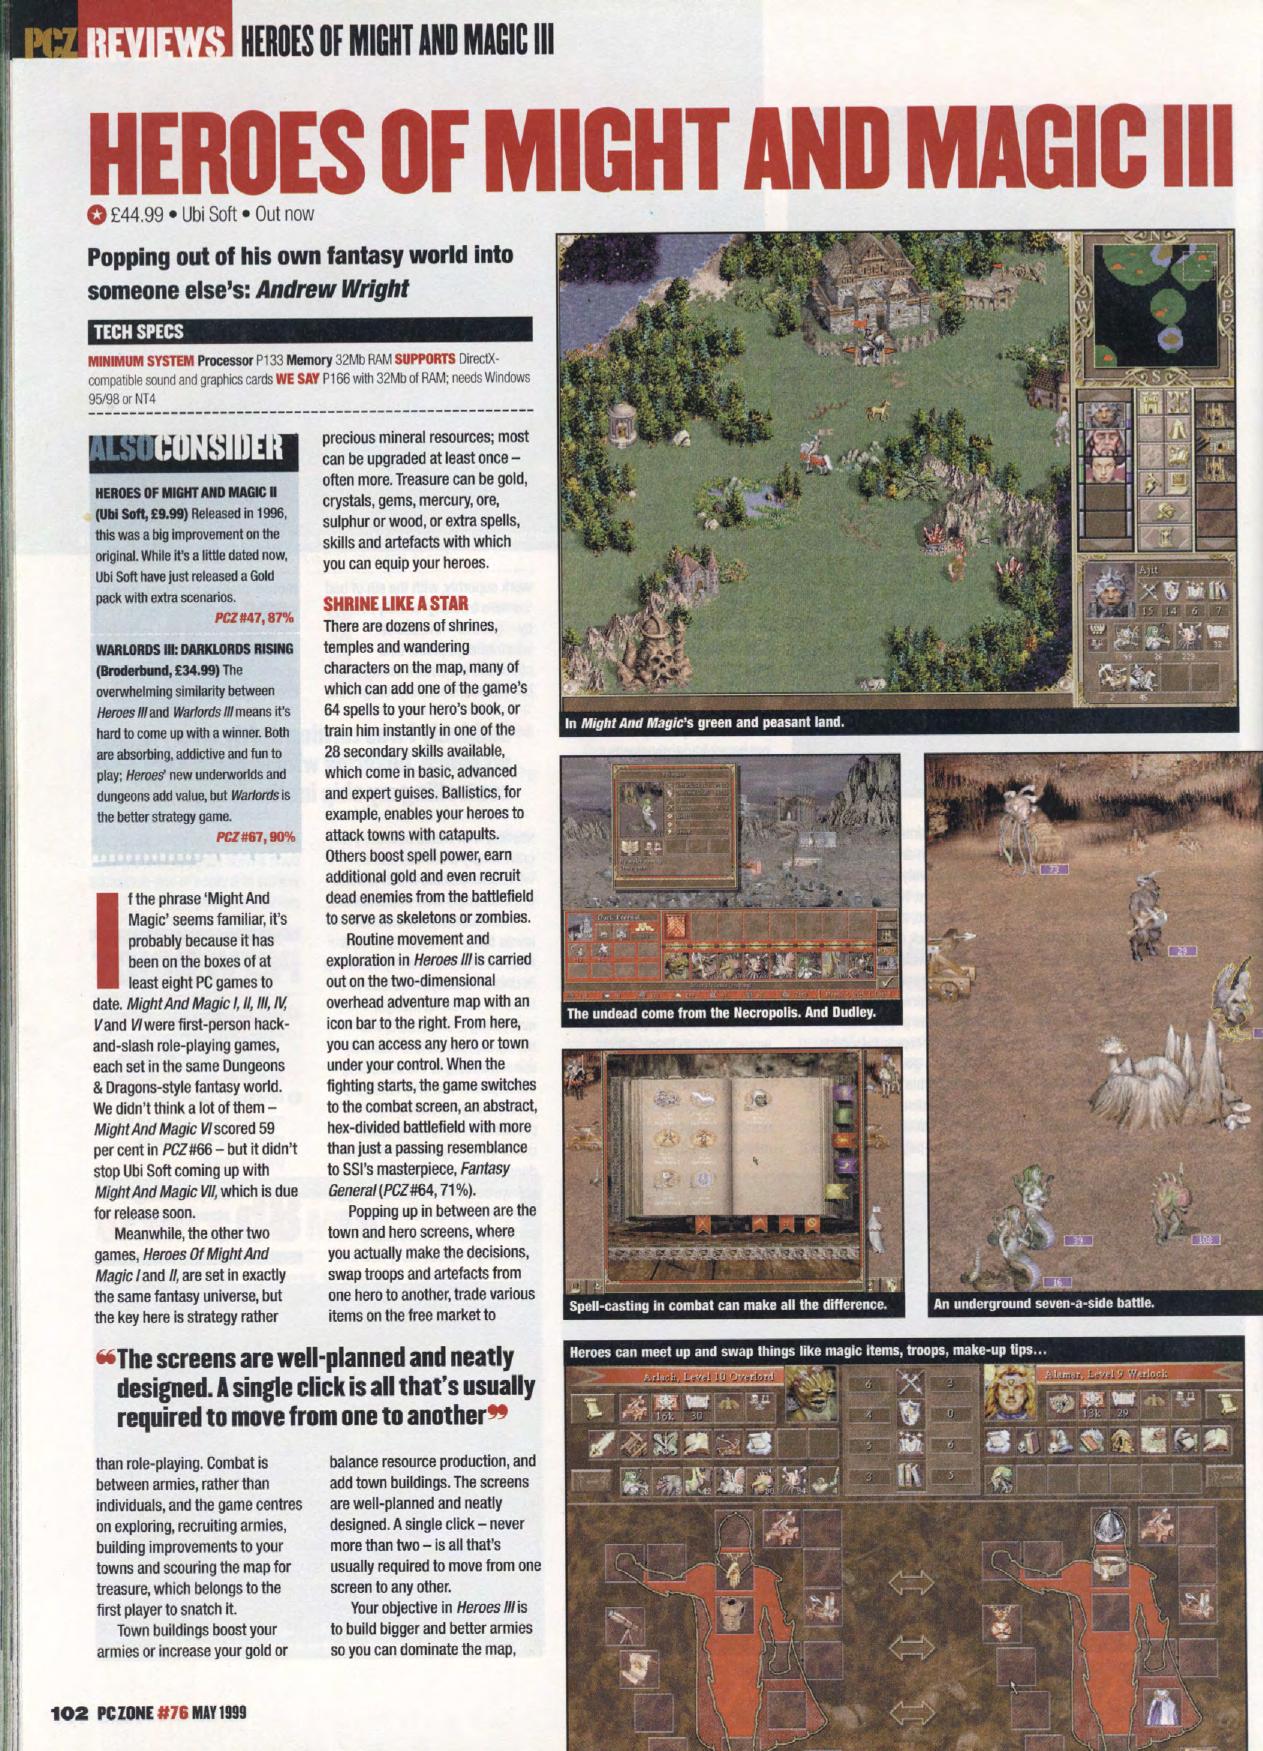 PCZ REVIEWS HEROES OF MIGHT AND MAGIC III
HEROES OF MIGHT AND MAGIC III
£44.99 • Ubi Soft • Out now
Popping out of his own fantasy world into
someone else's: Andrew Wright
TECH SPECS
MINIMUM SYSTEM Processor P133 Memory 32Mb RAM SUPPORTS DirectX-
compatible sound and graphics cards WE SAY P166 with 32Mb of RAM; needs Windows
95/98 or NT4
ALSO CONSIDER
HEROES OF MIGHT AND MAGIC II
(Ubi Soft, £9.99) Released in 1996,
this was a big improvement on the
original. While it's a little dated now,
Ubi Soft have just released a Gold
pack with extra scenarios.
PCZ #47, 87%
WARLORDS III: DARKLORDS RISING
(Broderbund, £34.99) The
overwhelming similarity between
Heroes III and Warlords III means it's
hard to come up with a winner. Both
are absorbing, addictive and fun to
play; Heroes' new underworlds and
dungeons add value, but Warlords is
the better strategy game.
PCZ #67, 90%
If the phrase 'Might And
Magic' seems familiar, it's
probably because it has
been on the boxes of at
least eight PC games to
date. Might And Magic I, II, III, IV,
V and VI were first-person hack-
and-slash role-playing games,
each set in the same Dungeons
& Dragons-style fantasy world.
We didn't think a lot of them –
Might And Magic VI scored 59
per cent in PCZ #66 – but it didn't
stop Ubi Soft coming up with
Might And Magic VII, which is due
for release soon.
Meanwhile, the other two
games, Heroes Of Might And
Magic I and II, are set in exactly
the same fantasy universe, but
the key here is strategy rather
than role-playing. Combat is
between armies, rather than
individuals, and the game centres
on exploring, recruiting armies,
building improvements to your
towns and scouring the map for
treasure, which belongs to the
first player to snatch it.
Town buildings boost your
armies or increase your gold or
precious mineral resources; most
can be upgraded at least once –
often more. Treasure can be gold,
crystals, gems, mercury, ore,
sulphur or wood, or extra spells,
skills and artefacts with which
you can equip your heroes.
SHRINE LIKE A STAR
There are dozens of shrines,
temples and wandering
characters on the map, many of
which can add one of the game's
64 spells to your hero's book, or
train him instantly in one of the
28 secondary skills available,
which come in basic, advanced
and expert guises. Ballistics, for
example, enables your heroes to
attack towns with catapults.
Others boost spell power, earn
additional gold and even recruit
dead enemies from the battlefield
to serve as skeletons or zombies.
Routine movement and
exploration in Heroes III is carried
out on the two-dimensional
overhead adventure map with an
icon bar to the right. From here,
you can access any hero or town
under your control. When the
fighting starts, the game switches
to the combat screen, an abstract,
hex-divided battlefield with more
than just a passing resemblance
to SSI's masterpiece, Fantasy
General (PCZ #64, 71%).
Popping up in between are the
town and hero screens, where
you actually make the decisions,
swap troops and artefacts from
one hero to another, trade various
items on the free market to
balance resource production, and
add town buildings. The screens
are well-planned and neatly
designed. A single click – never
more than two – is all that's
usually required to move from one
screen to any other.
Your objective in Heroes III is
to build bigger and better armies
so you can dominate the map,
“The screens are well-planned and neatly
designed. A single click is all that's usually
required to move from one to another”
N
W
E
S
Ajit
15 14 6 7
In Might And Magic's green and peasant land.
The undead come from the Necropolis. And Dudley.
Spell-casting in combat can make all the difference.
73
29
39
108
16
An underground seven-a-side battle.
Heroes can meet up and swap things like magic items, troops, make-up tips...
Arlach, Level 10 Overlord
Alamar, Level 9 Warlock
102 PC ZONE #76 MAY 1999